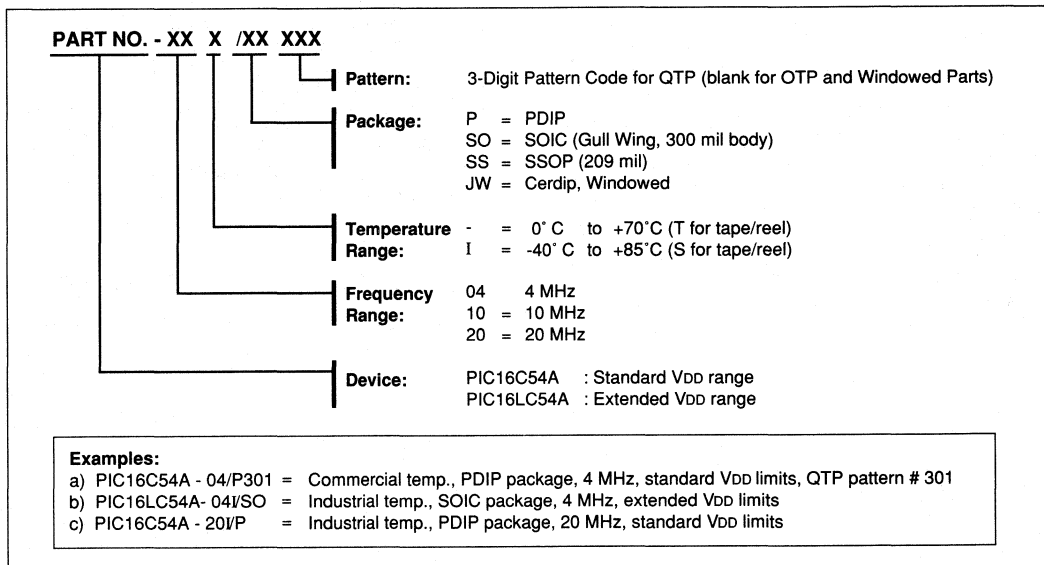 PART NO. - XX X /XX XXX
Pattern: 3-Digit Pattern Code for QTP (blank for OTP and Windowed Parts)
Package: P = PDIP
SO = SOIC (Gull Wing, 300 mil body)
SS = SSOP (209 mil)
JW = Cerdip, Windowed
Temperature - = 0° C to +70°C (T for tape/reel)
Range: I = -40° C to +85°C (S for tape/reel)
Frequency 04 4 MHz
Range: 10 = 10 MHz
20 = 20 MHz
Device: PIC16C54A : Standard VDD range
PIC16LC54A : Extended VDD range
Examples:
a) PIC16C54A - 04/P301 = Commercial temp., PDIP package, 4 MHz, standard VDD limits, QTP pattern # 301
b) PIC16LC54A- 04I/SO = Industrial temp., SOIC package, 4 MHz, extended VDD limits
c) PIC16C54A - 20I/P = Industrial temp., PDIP package, 20 MHz, standard VDD limits